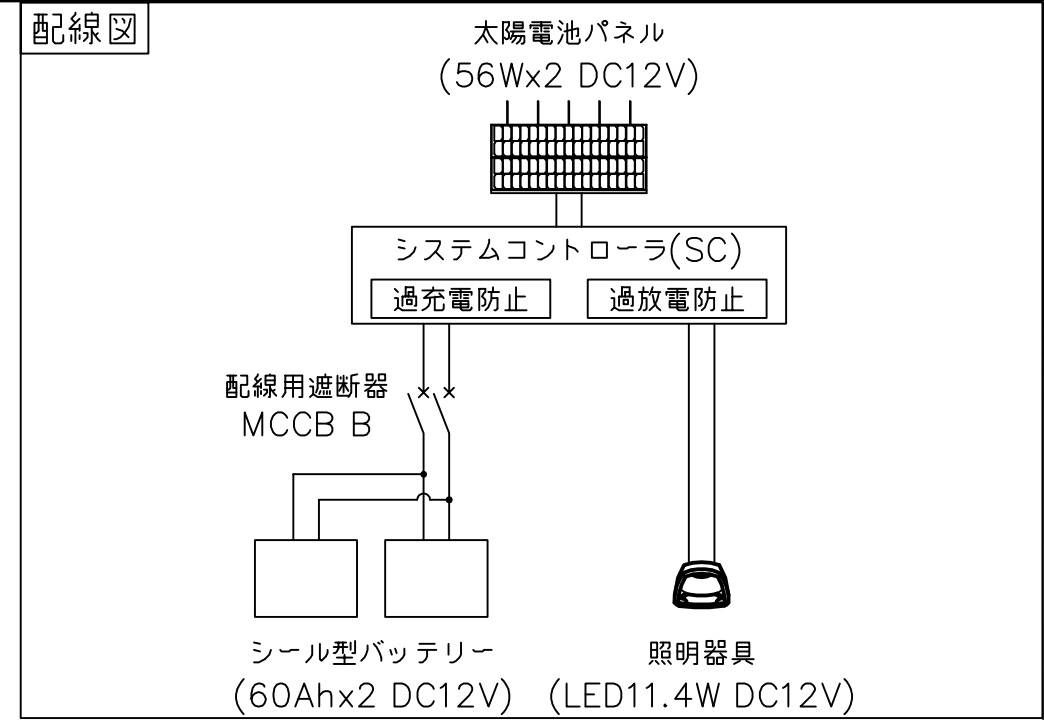 配線図
太陽電池パネル
(56Wx2 DC12V)
システムコントローラ(SC)
過充電防止
過放電防止
配線用遮断器
MCCB B
シール型バッテリー
(60Ahx2 DC12V)
照明器具
(LED11.4W DC12V)